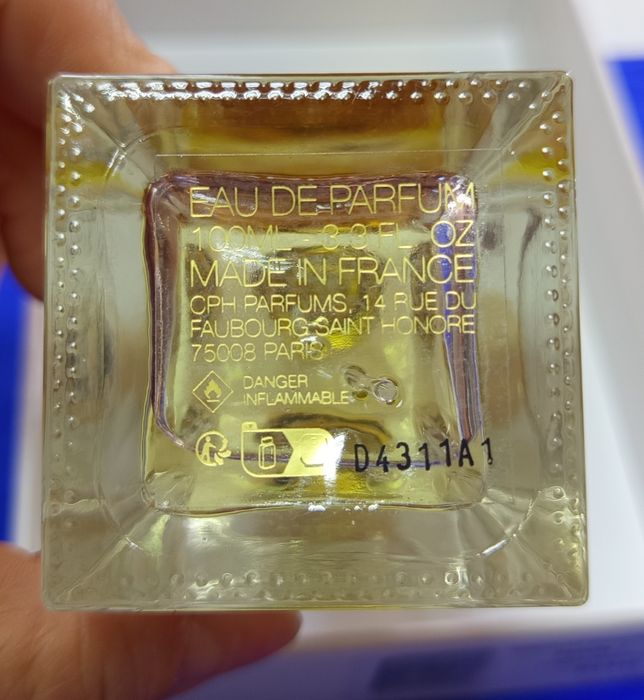 EAU DE PARFUM
100ML - 3.3 FL. OZ
MADE IN FRANCE
CPH PARFUMS, 14 RUE DU
FAUBOURG SAINT HONORE
75008 PARIS
DANGER
INFLAMMABLE
D4311A1